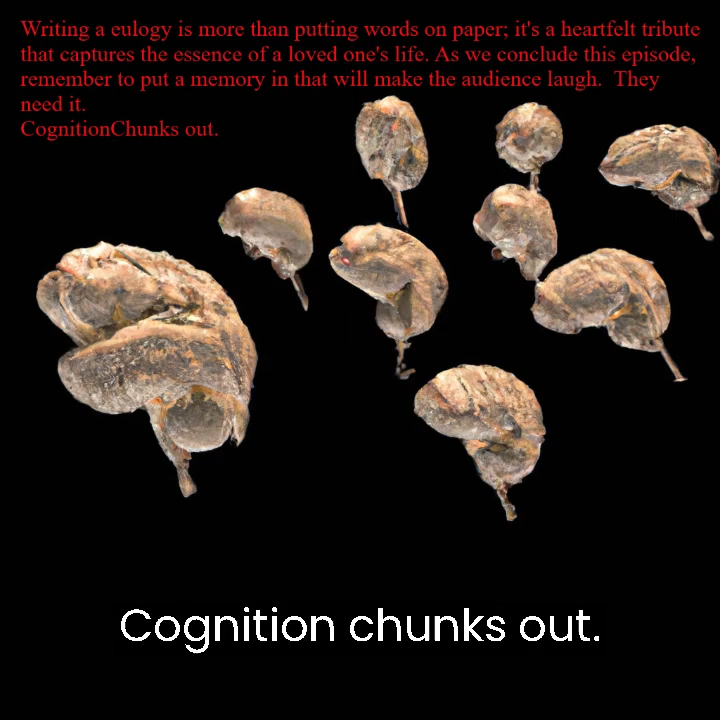 Writing a eulogy is more than putting words on paper; it's a heartfelt tribute
that captures the essence of a loved one's life. As we conclude this episode,
remember to put a memory in that will make the audience laugh.  They
need it.
CognitionChunks out.
Cognition chunks out.